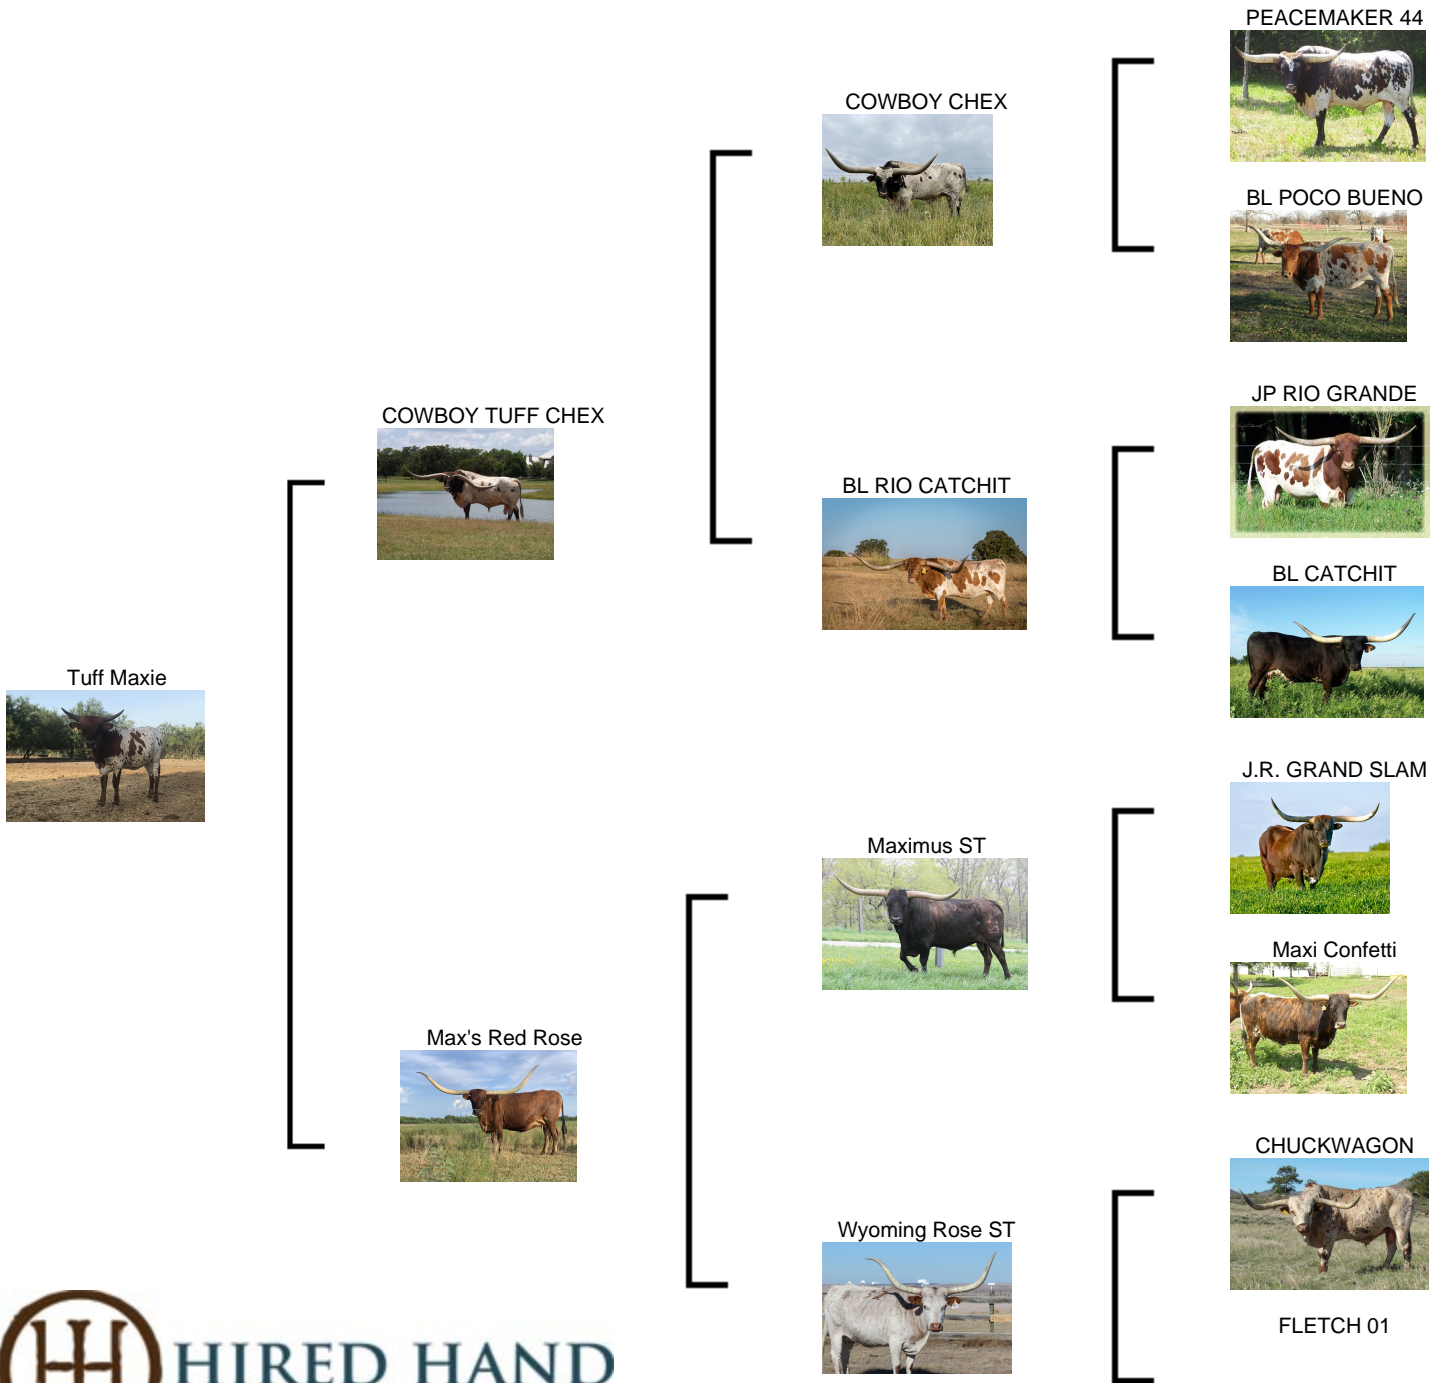 PEACEMAKER 44
COWBOY CHEX
BL POCO BUENO
JP RIO GRANDE
COWBOY TUFF CHEX
BL RIO CATCHIT
BL CATCHIT
Tuff Maxie
J.R. GRAND SLAM
Maximus ST
Maxi Confetti
Max's Red Rose
CHUCKWAGON
Wyoming Rose ST
FLETCH 01
HIRED HAND